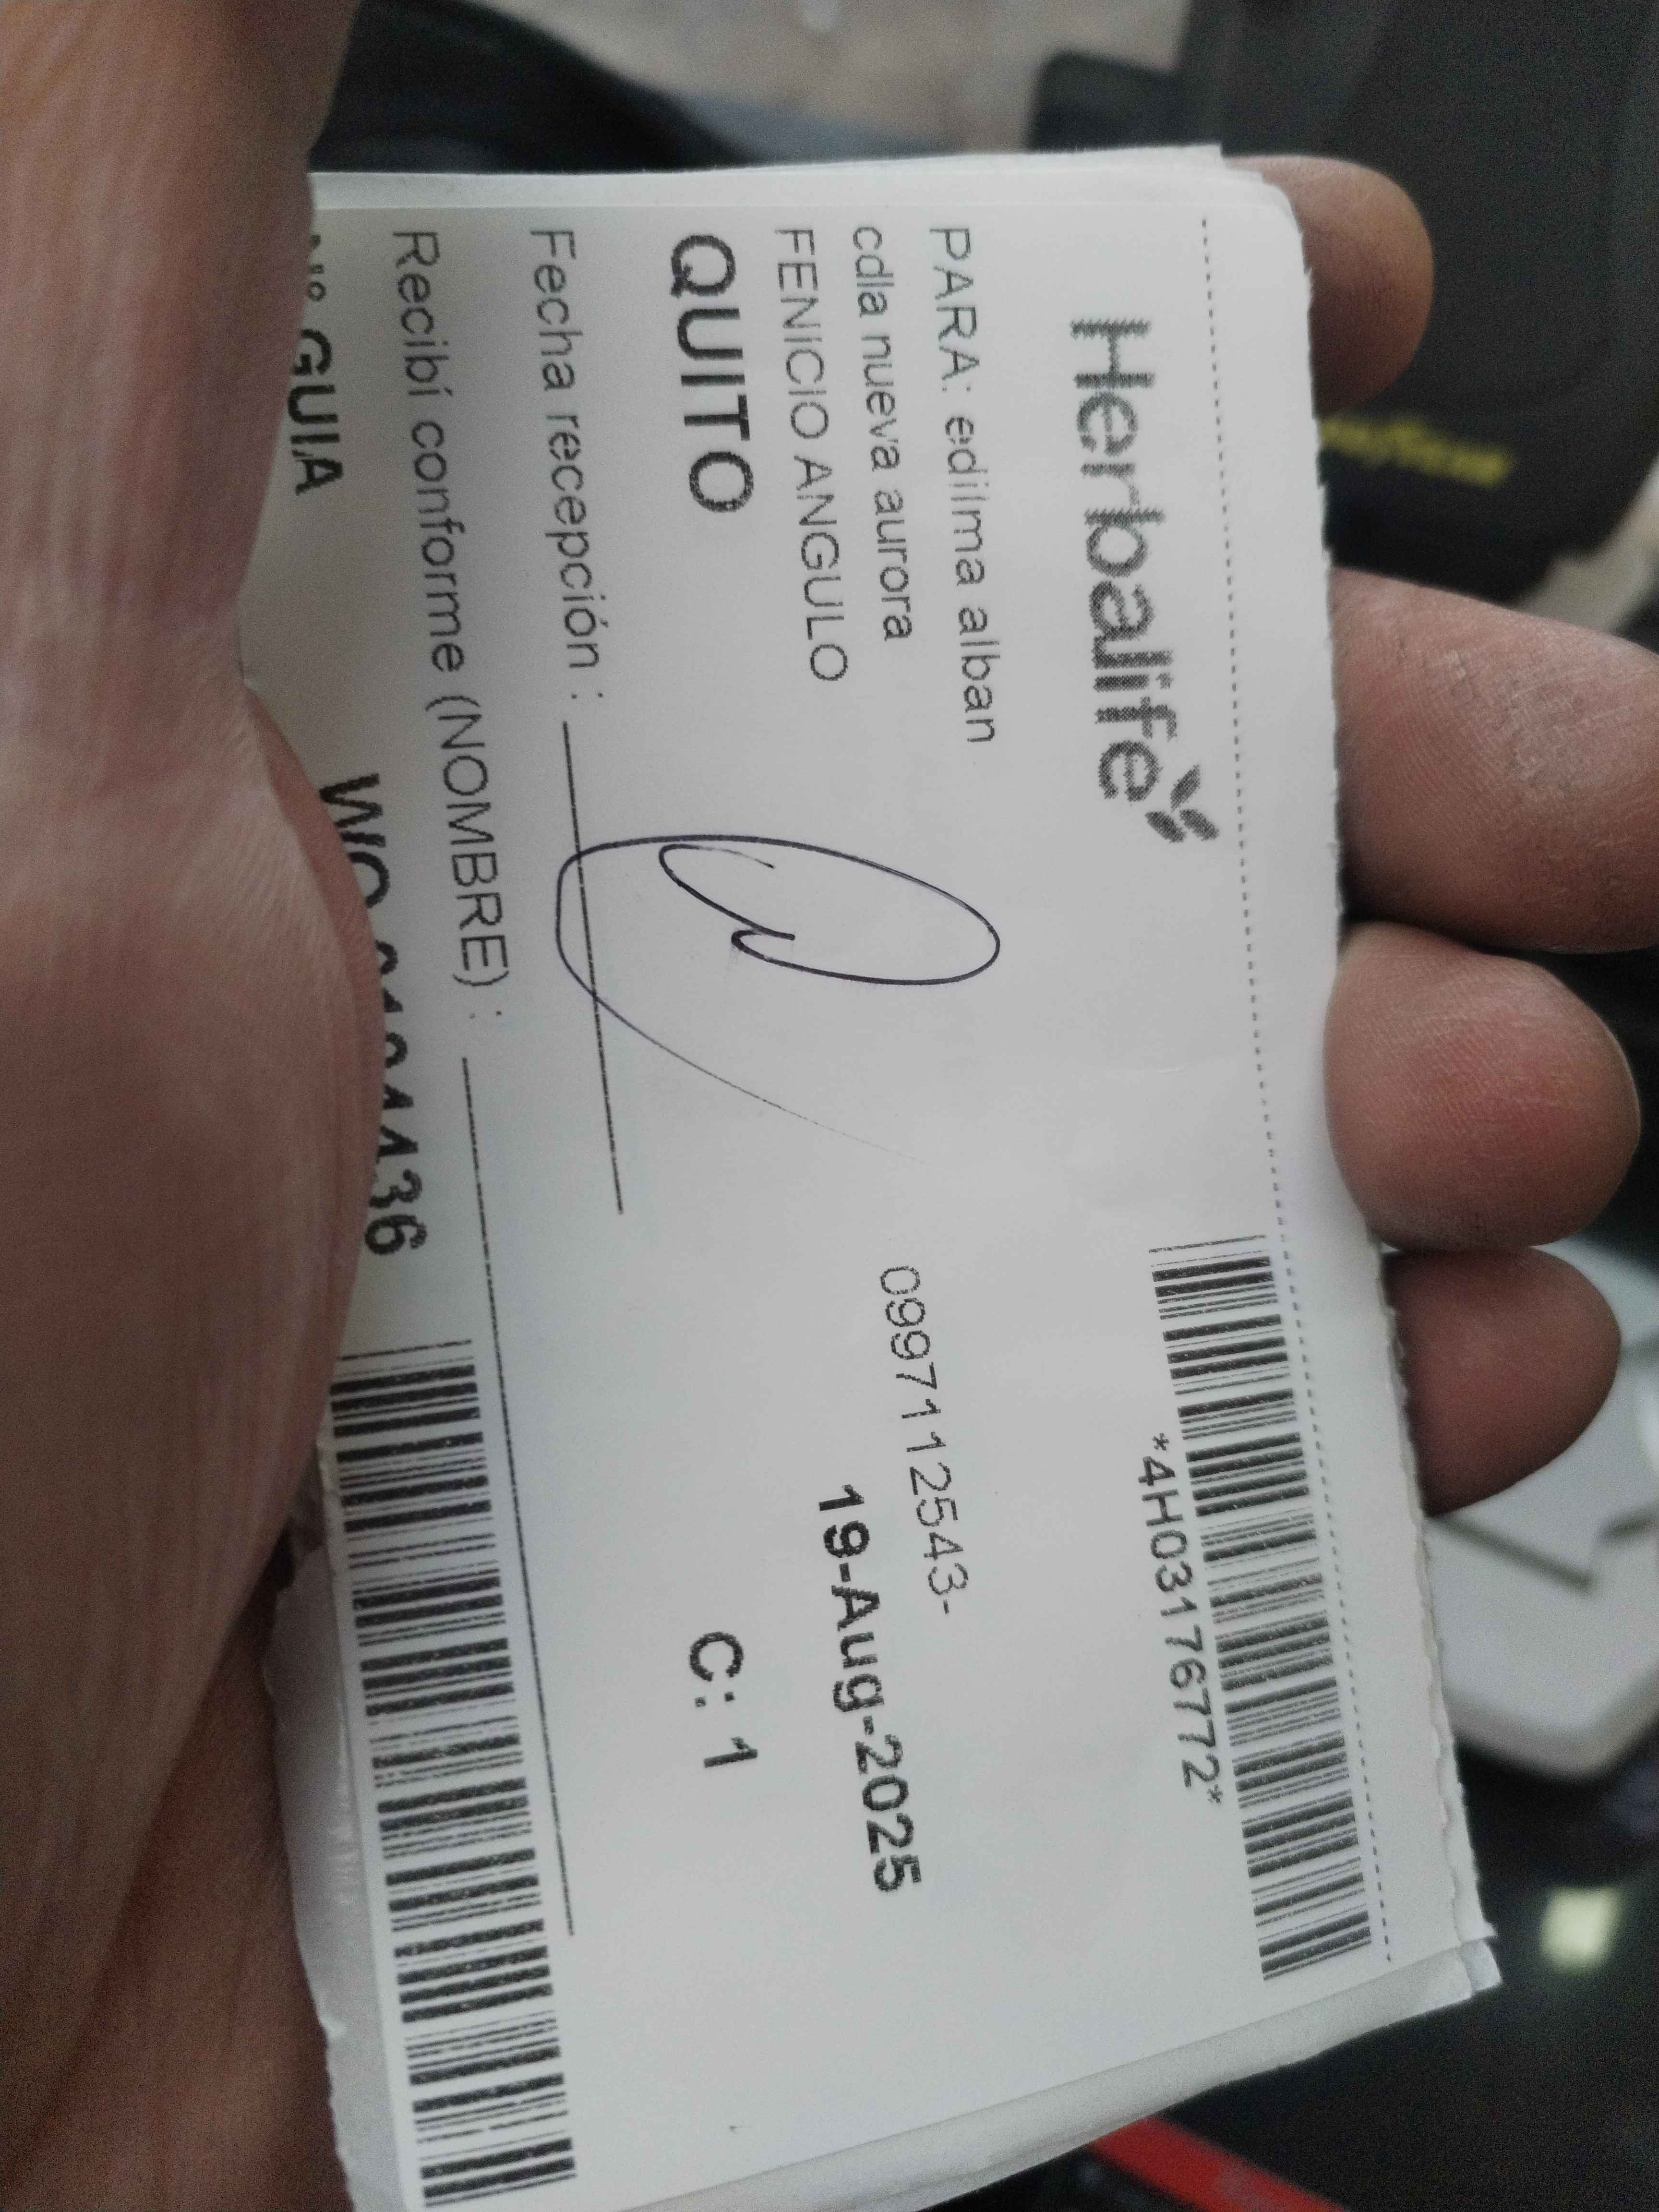 Herbalife
*4H03176772*
PARA: edilma alban
cdla nueva aurora
0997112543-
FENICIO ANGULO
19-Aug-2025
QUITO
C: 1
Fecha recepción :
Recibí conforme (NOMBRE) :
Nº GUIA